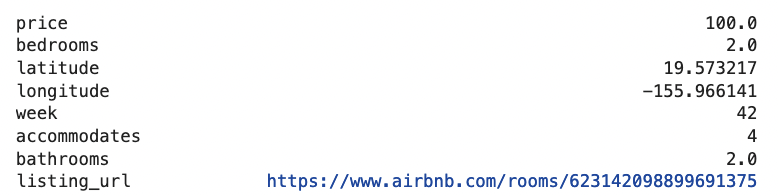 price 100.0
bedrooms 2.0
latitude 19.573217
longitude -155.966141
week 42
accommodates 4
bathrooms 2.0
listing_url https://www.airbnb.com/rooms/623142098899691375